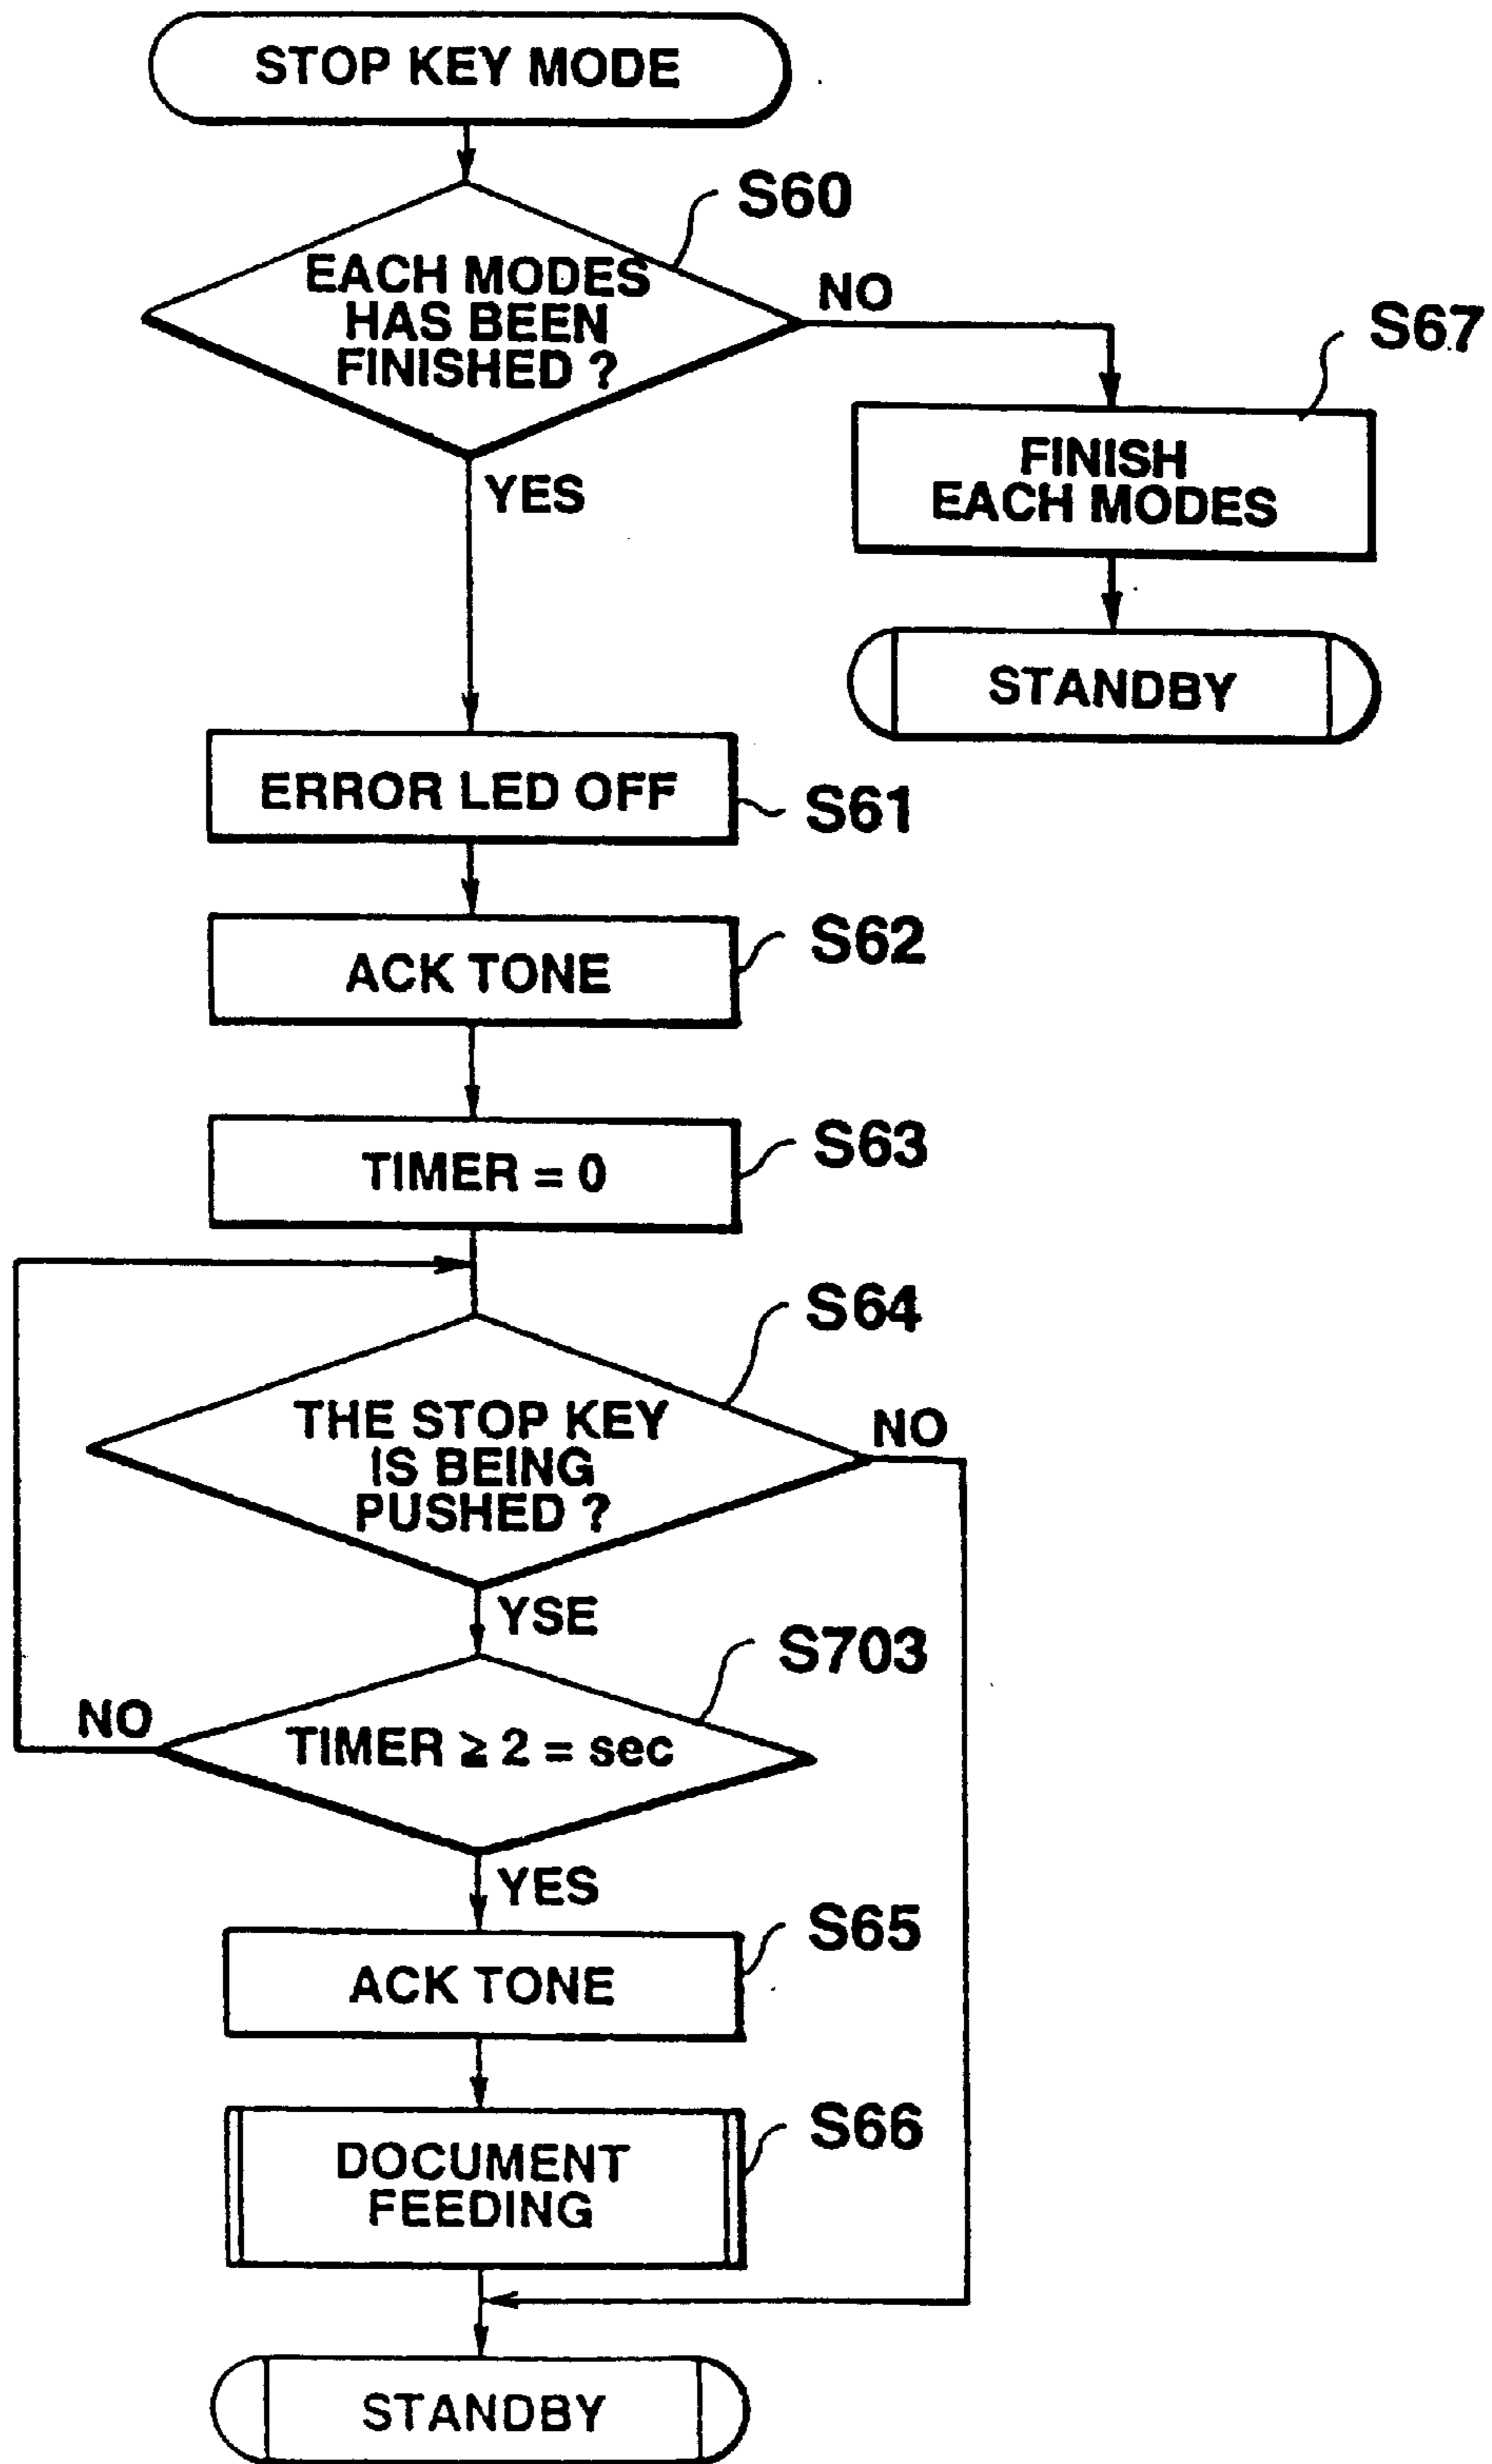 STOP KEY MODE
S60
EACH MODES
HAS BEEN
FINISHED ?
NO
S67
FINISH
EACH MODES
YES
STANDBY
ERROR LED OFF
S61
ACK TONE
S62
TIMER = 0
S63
S64
THE STOP KEY
IS BEING
PUSHED ?
NO
YSE
S703
NO
TIMER ≧ 2 = sec
YES
ACK TONE
S65
DOCUMENT
FEEDING
S66
STANDBY